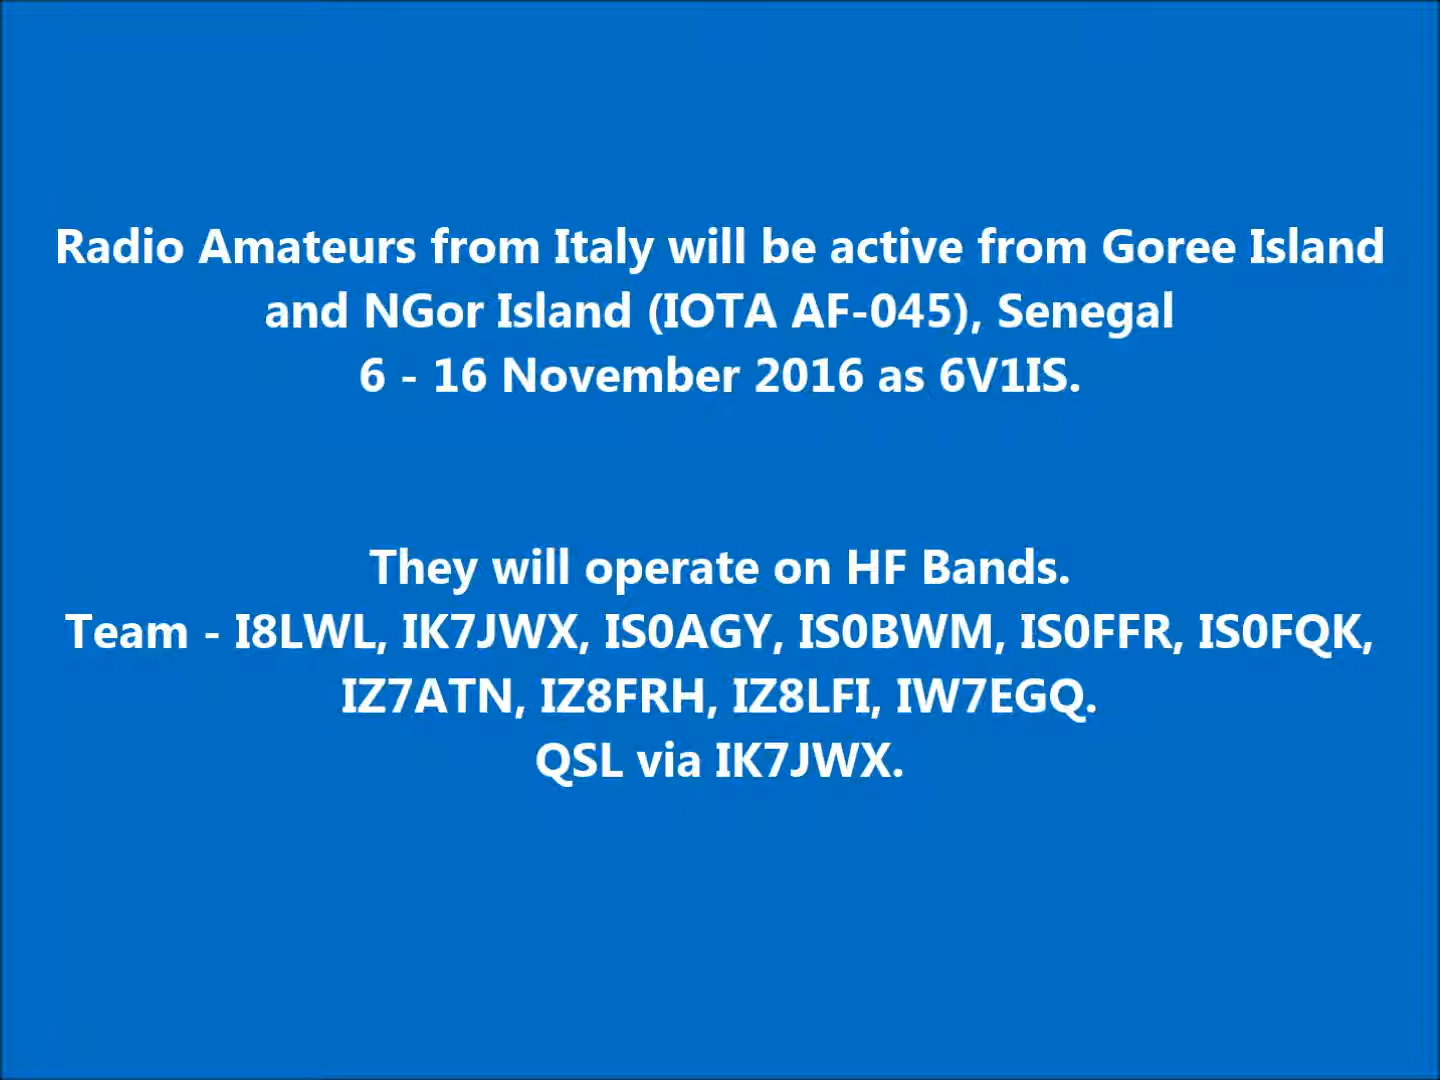 Radio Amateurs from Italy will be active from Goree Island
and NGor Island (IOTA AF-045), Senegal
6 - 16 November 2016 as 6V1IS.
They will operate on HF Bands.
Team - I8LWL, IK7JWX, IS0AGY, IS0BWM, IS0FFR, IS0FQK,
IZ7ATN, IZ8FRH, IZ8LFI, IW7EGQ.
QSL via IK7JWX.